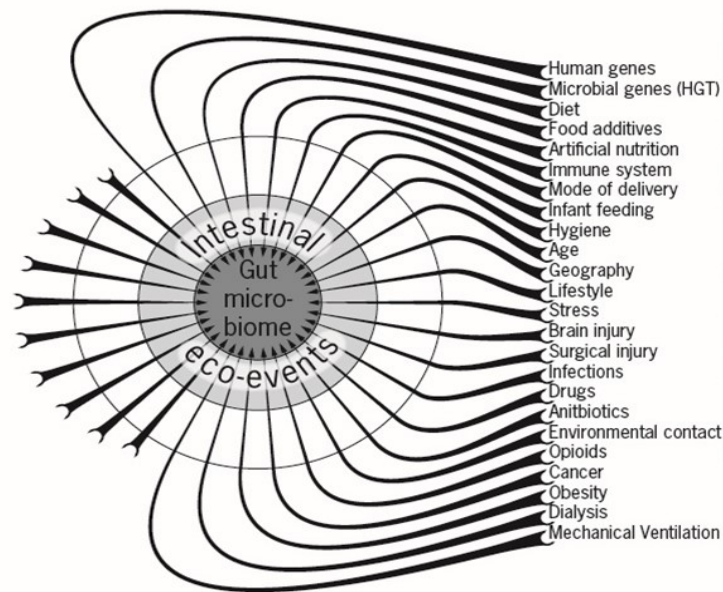 Human genes
Microbial genes (HGT)
Diet
Food additives
Artificial nutrition
Immune system
Mode of delivery
Infant feeding
Hygiene
Age
Geography
Lifestyle
Stress
Brain injury
Surgical injury
Infections
Drugs
Anitbiotics
Environmental contact
Opioids
Cancer
Obesity
Dialysis
Mechanical Ventilation
Intestinal
Gut
micro-
biome
eco-events